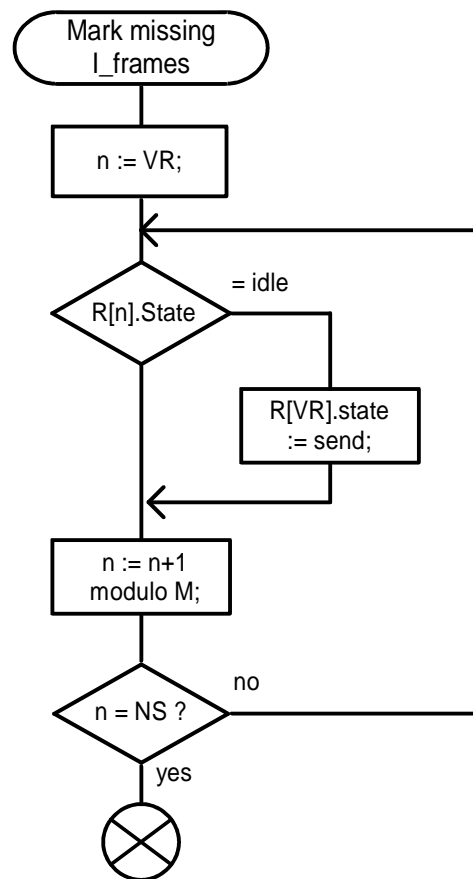 Mark missing
I_frames
n := VR;
= idle
R[n].State
R[VR].state
:= send;
n := n+1
modulo M;
no
n = NS ?
yes